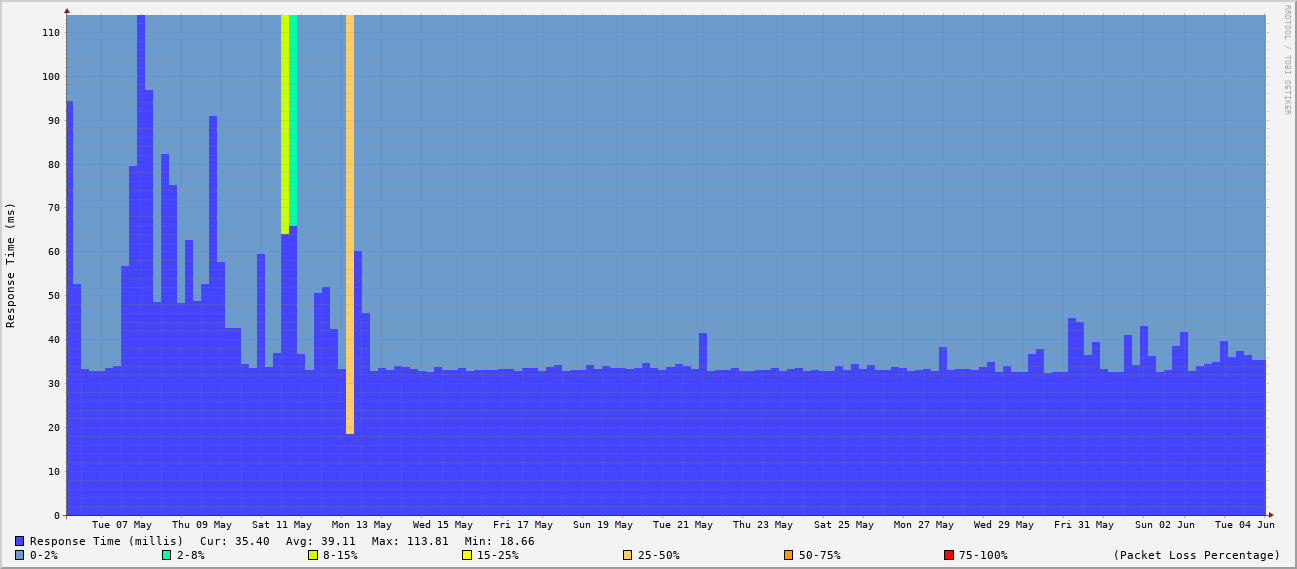 RRDTOOL / TOBI OETIKER
Response Time (ms)
110
100
90
80
70
60
50
40
30
20
10
0
Tue 07 May Thu 09 May Sat 11 May Mon 13 May Wed 15 May Fri 17 May Sun 19 May Tue 21 May Thu 23 May Sat 25 May Mon 27 May Wed 29 May Fri 31 May Sun 02 Jun Tue 04 Jun
Response Time (millis) Cur: 35.40 Avg: 39.11 Max: 113.81 Min: 18.66
0-2% 2-8% 8-15% 15-25% 25-50% 50-75% 75-100% (Packet Loss Percentage)